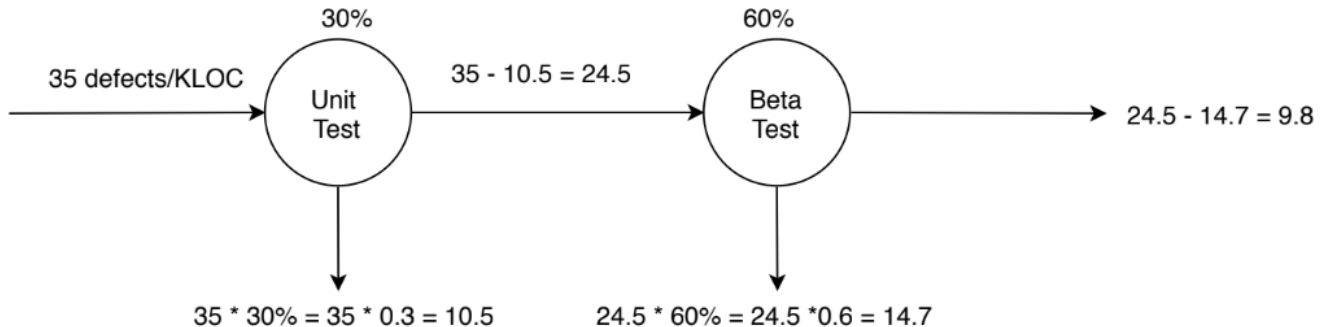 30%
60%
35 defects/KLOC
35 - 10.5 = 24.5
Unit
Test
Beta
Test
24.5 - 14.7 = 9.8
35 * 30% = 35 * 0.3 = 10.5
24.5 * 60% = 24.5 *0.6 = 14.7